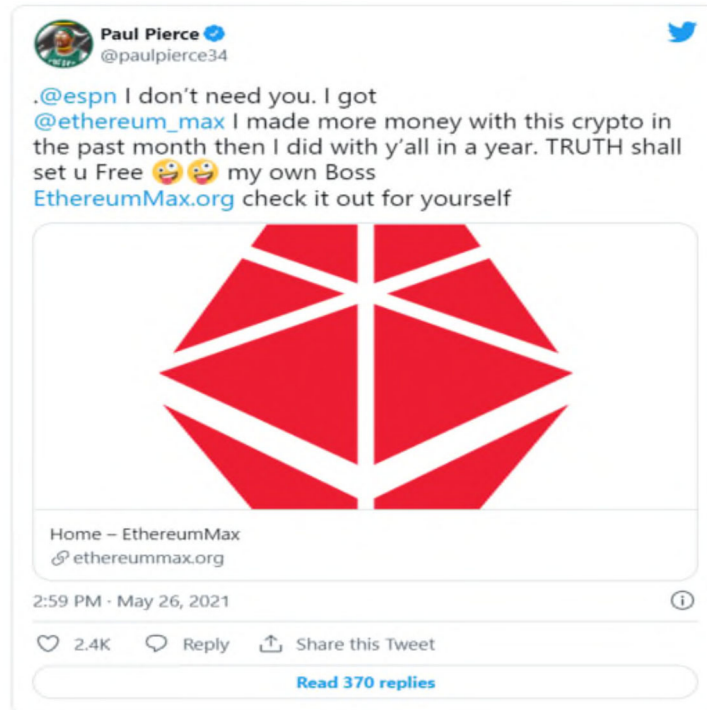 Paul Pierce
@paulpierce34
.@espn I don't need you. I got
@ethereum_max I made more money with this crypto in
the past month then I did with y'all in a year. TRUTH shall
set u Free 🤪🤪 my own Boss
EthereumMax.org check it out for yourself
Home – EthereumMax
ethereummax.org
2:59 PM · May 26, 2021
2.4K Reply Share this Tweet
Read 370 replies